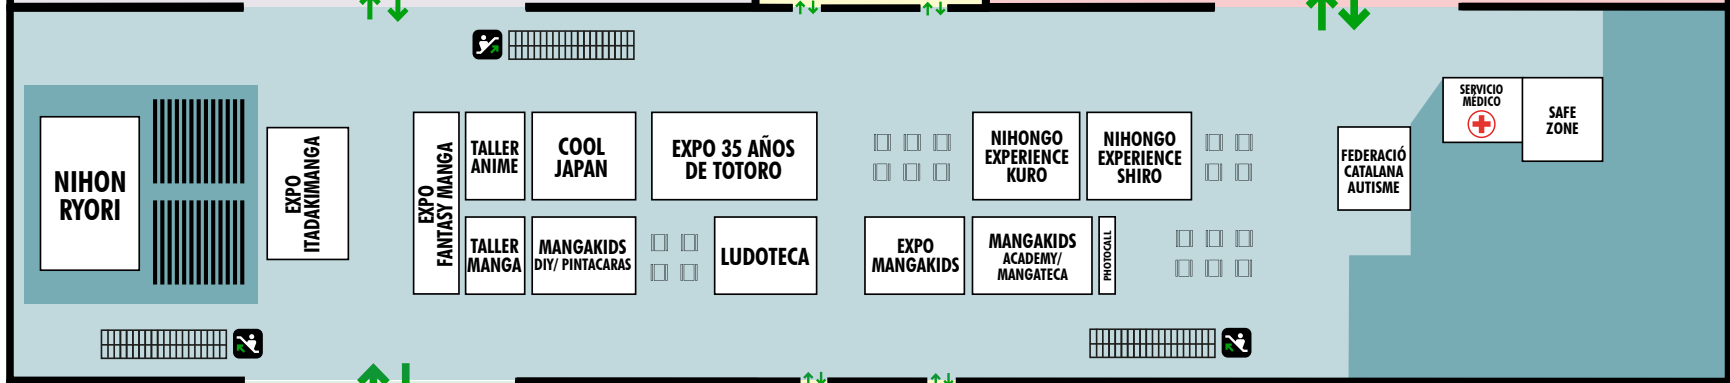 NIHON
RYORI
EXPO
ITADAKIMANGA
EXPO
FANTASY MANGA
TALLER
ANIME
COOL
JAPAN
EXPO 35 AÑOS
DE TOTORO
NIHONGO
EXPERIENCE
KURO
NIHONGO
EXPERIENCE
SHIRO
TALLER
MANGA
MANGAKIDS
DIY/ PINTACARAS
LUDOTECA
EXPO
MANGAKIDS
MANGAKIDS
ACADEMY/
MANGATECA
PHOTOCALL
FEDERACIÓ
CATALANA
AUTISME
SERVICIO
MÉDICO
SAFE
ZONE